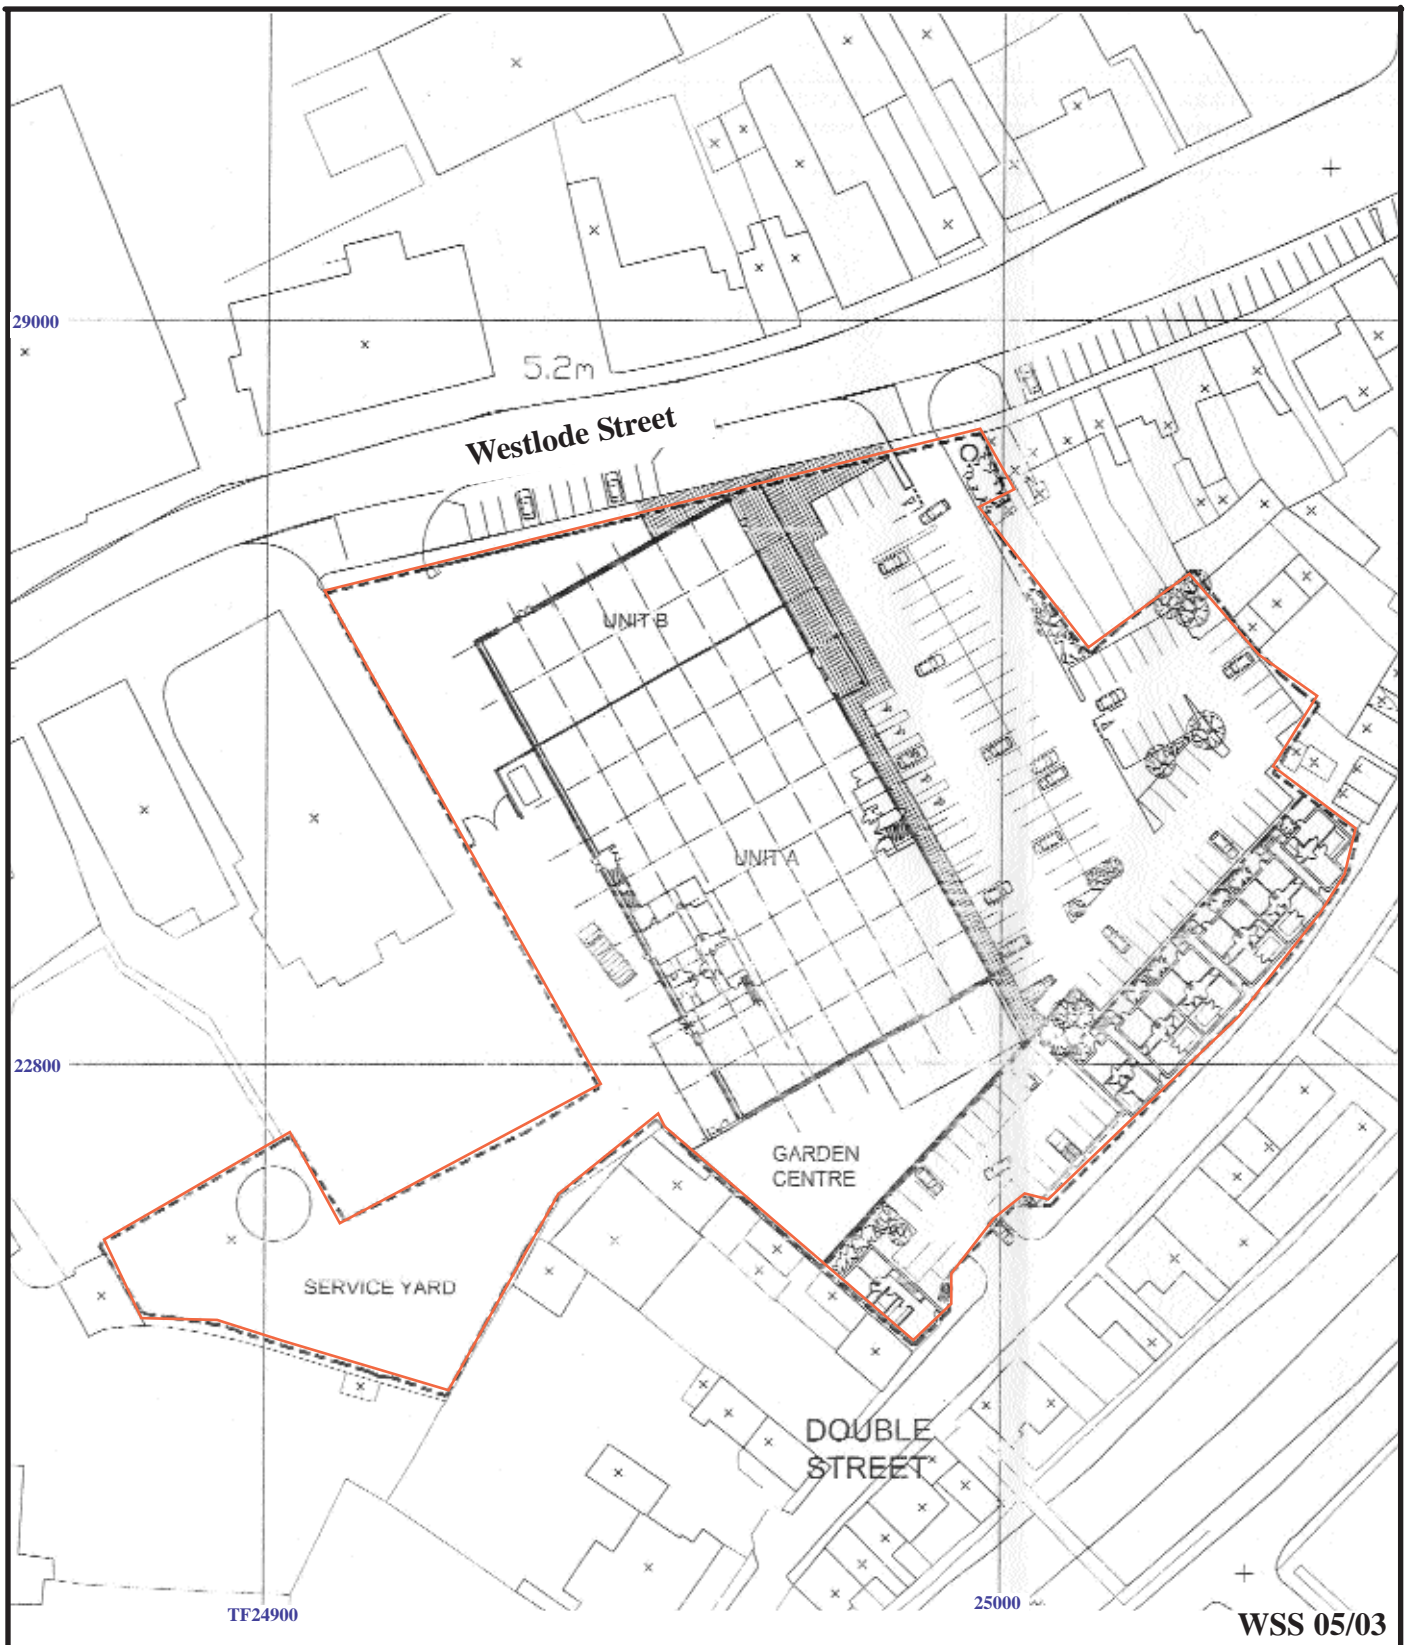 29000
5.2m
Westlode Street
UNIT B
UNIT A
22800
GARDEN
CENTRE
SERVICE YARD
DOUBLE
STREET
TF24900
25000
WSS 05/03